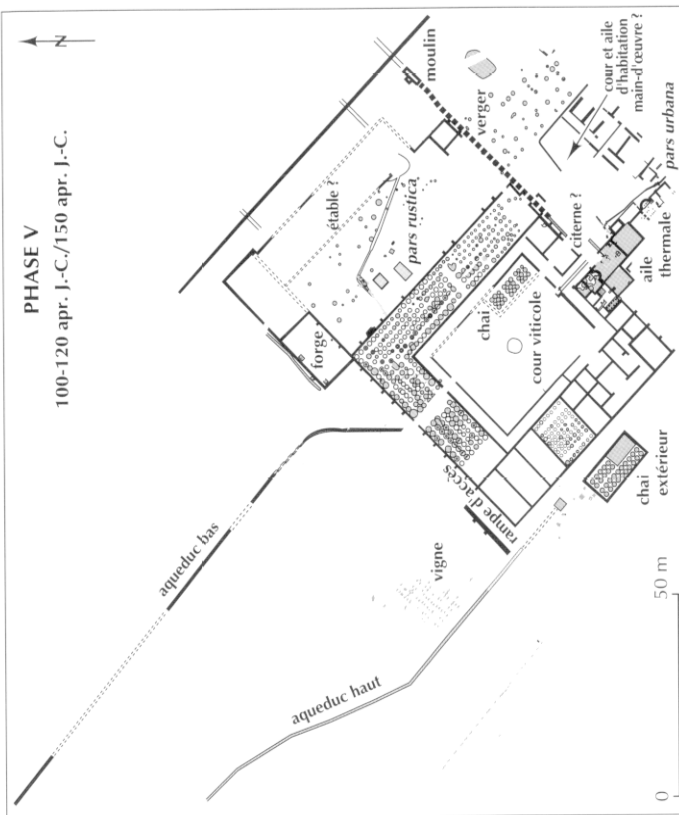 PHASE V
100-120 apr. J.-C./150 apr. J.-C.
N
moulin
verger
cour et aile
d'habitation
main-d'œuvre ?
pars urbana
étable ?
pars rustica
citerne ?
forge
chai
cour viticole
aile
thermale
aqueduc bas
rampe d'accès
chai
extérieur
vigne
aqueduc haut
0
50 m